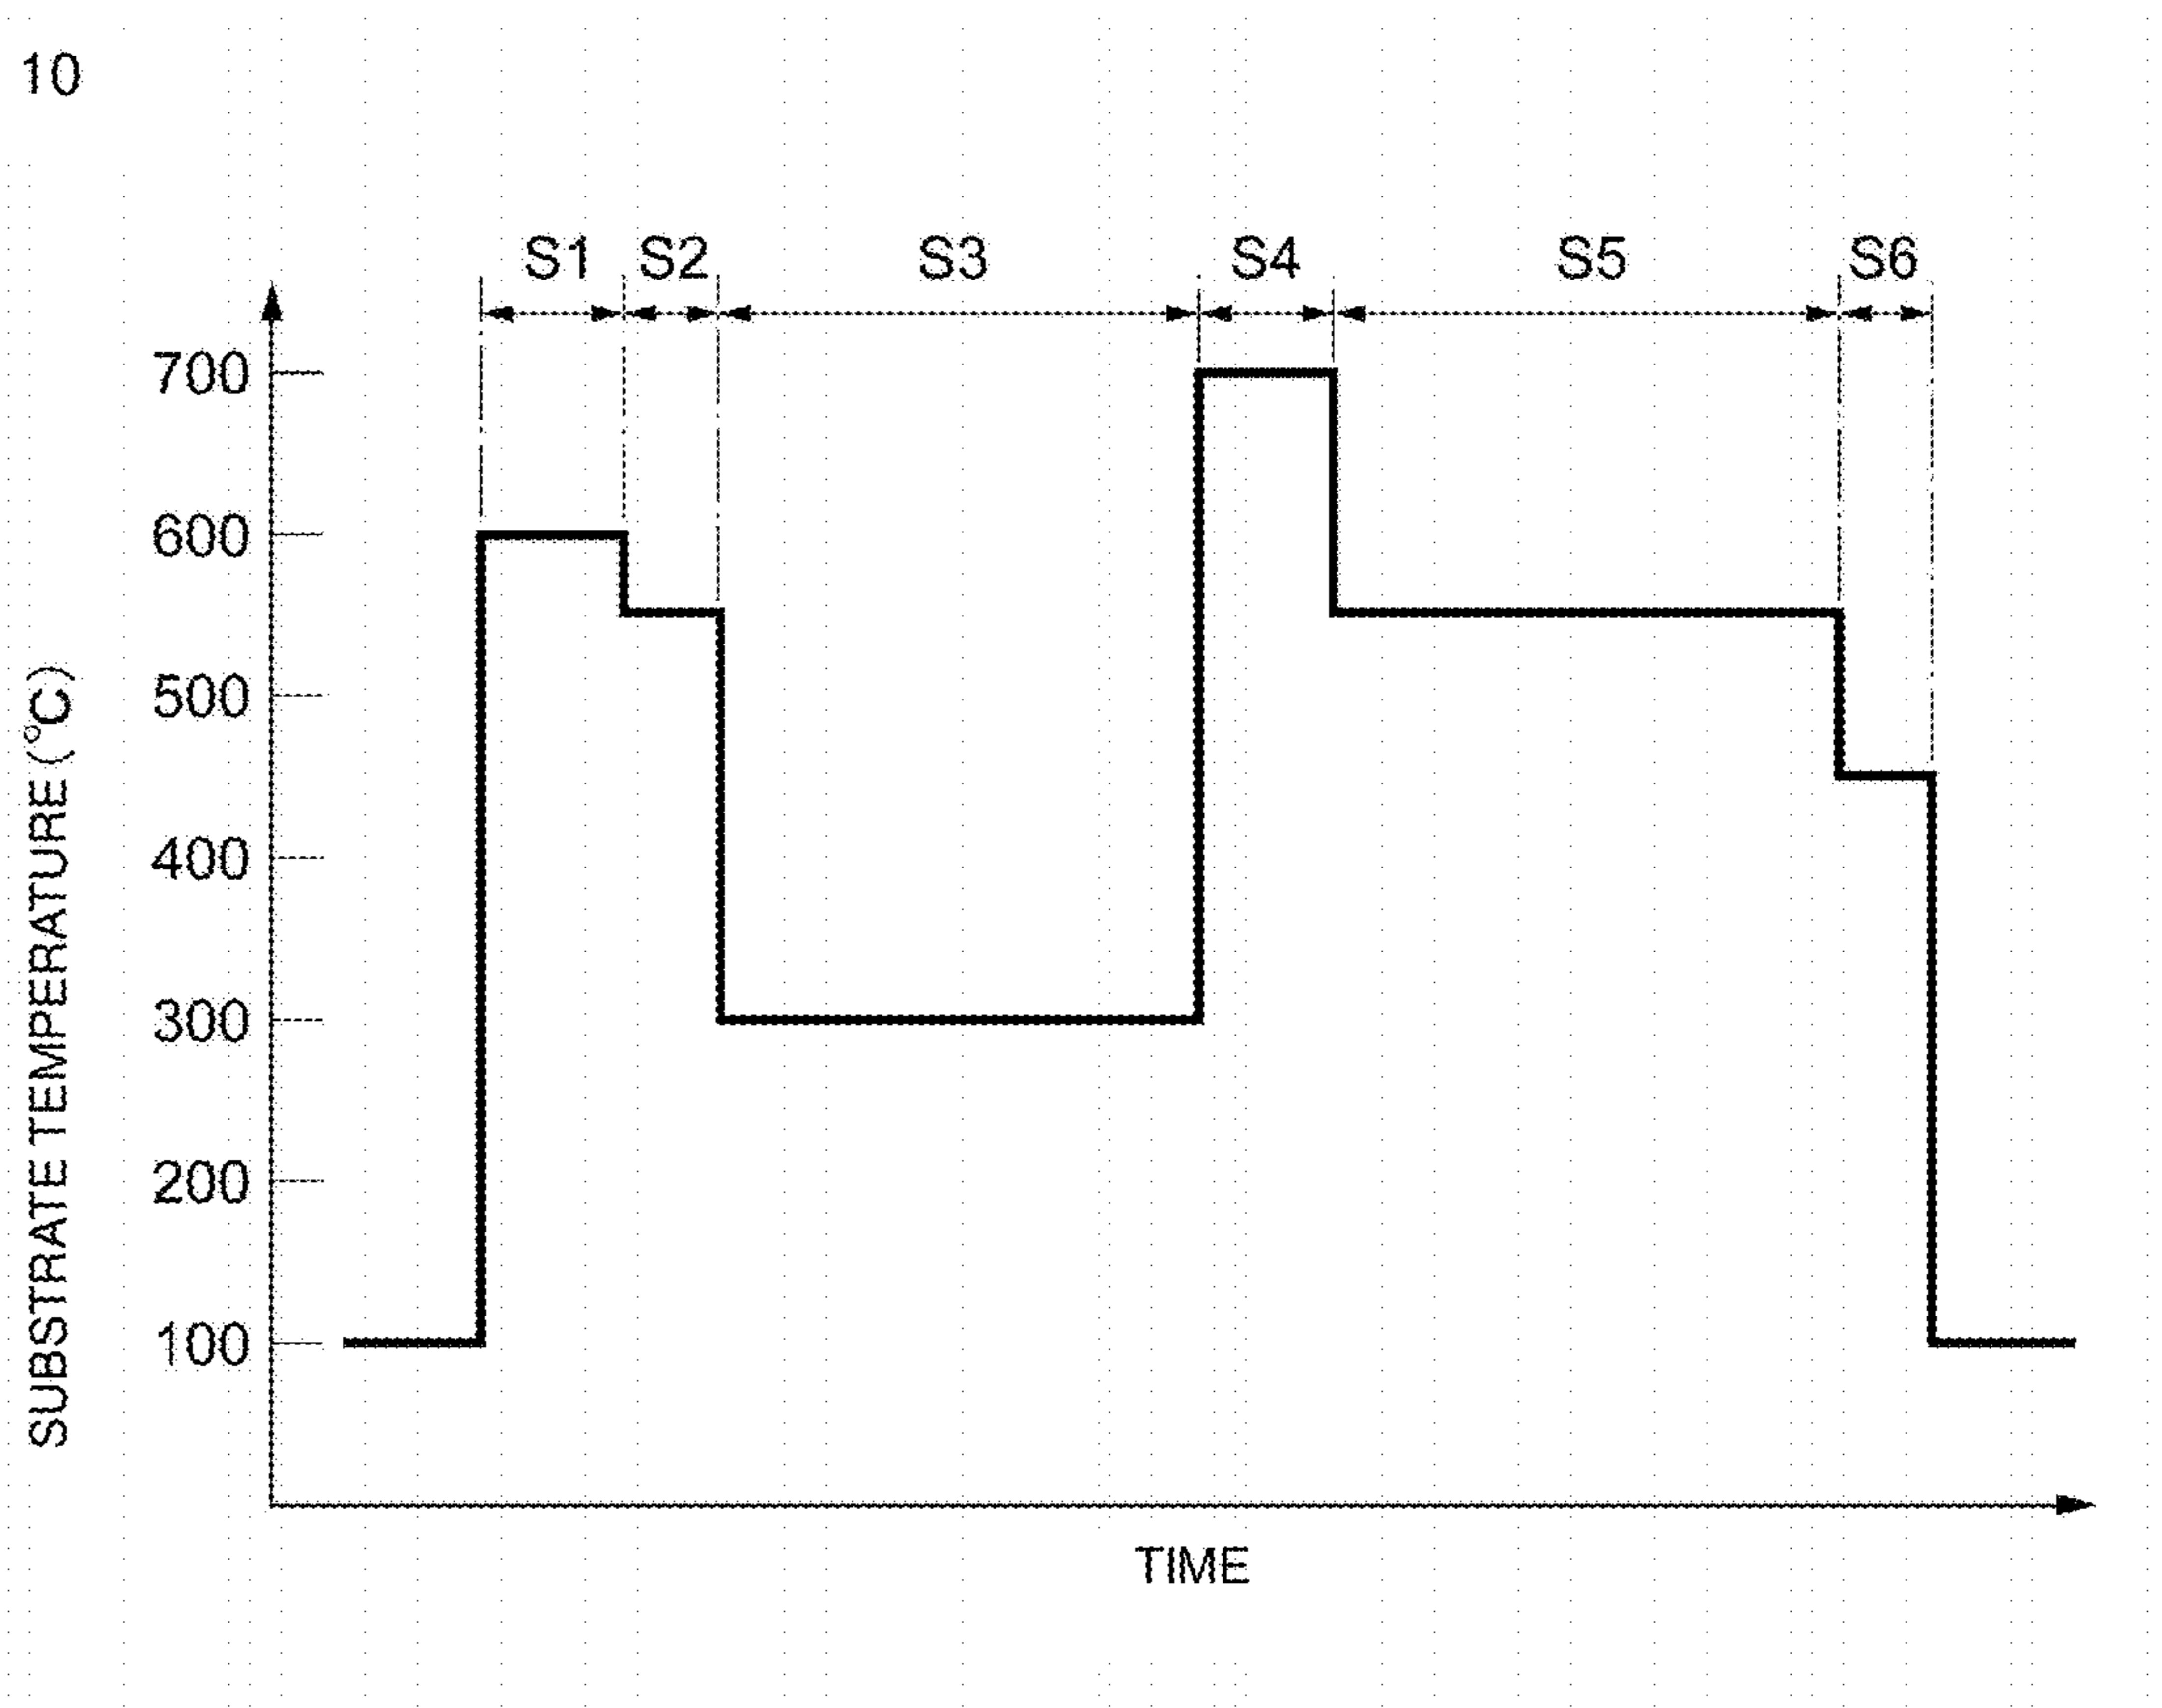 10
S1 S2 S3 S4 S5 S6
700
600
500
400
300
200
100
SUBSTRATE TEMPERATURE (°C)
TIME